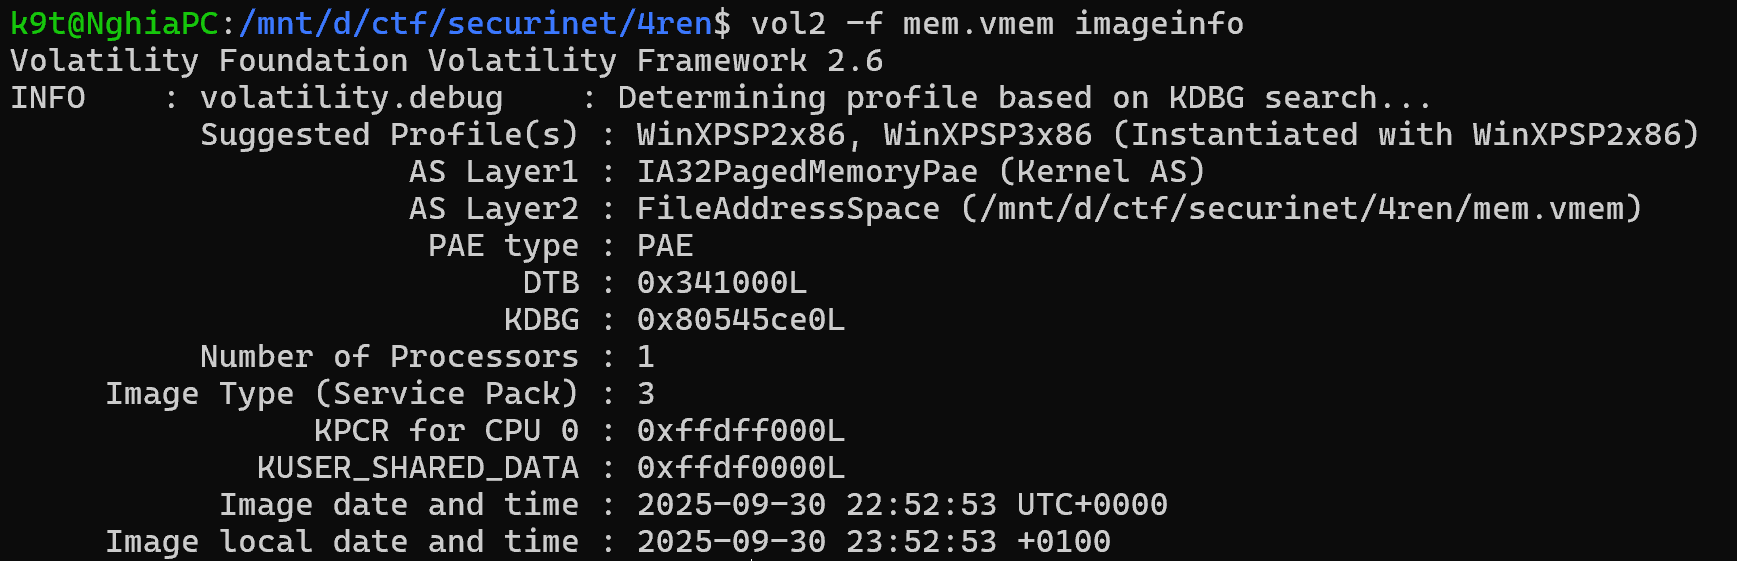 k9t@NghiaPC:/mnt/d/ctf/securinet/4ren$ vol2 -f mem.vmem imageinfo
Volatility Foundation Volatility Framework 2.6
INFO    : volatility.debug    : Determining profile based on KDBG search...
          Suggested Profile(s) : WinXPSP2x86, WinXPSP3x86 (Instantiated with WinXPSP2x86)
                     AS Layer1 : IA32PagedMemoryPae (Kernel AS)
                     AS Layer2 : FileAddressSpace (/mnt/d/ctf/securinet/4ren/mem.vmem)
                      PAE type : PAE
                           DTB : 0x341000L
                          KDBG : 0x80545ce0L
          Number of Processors : 1
     Image Type (Service Pack) : 3
                KPCR for CPU 0 : 0xffdff000L
             KUSER_SHARED_DATA : 0xffdf0000L
           Image date and time : 2025-09-30 22:52:53 UTC+0000
     Image local date and time : 2025-09-30 23:52:53 +0100